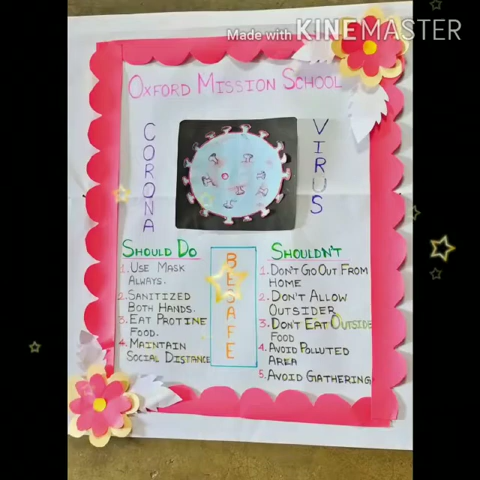 Made with KINEMASTER
OXFORD MISSION SCHOOL
CORONA
VIRUS
SHOULD DO
1. USE MASK
ALWAYS.
2. SANITIZED
BOTH HANDS.
3. EAT PROTINE
FOOD.
4. MAINTAIN
SOCIAL DISTANCE
BE SAFE
SHOULDN'T
1. DON'T GO OUT FROM
HOME
2. DON'T ALLOW
OUTSIDER
3. DON'T EAT OUTSIDE
FOOD
4. AVOID POLLUTED
AREA
5. AVOID GATHERING